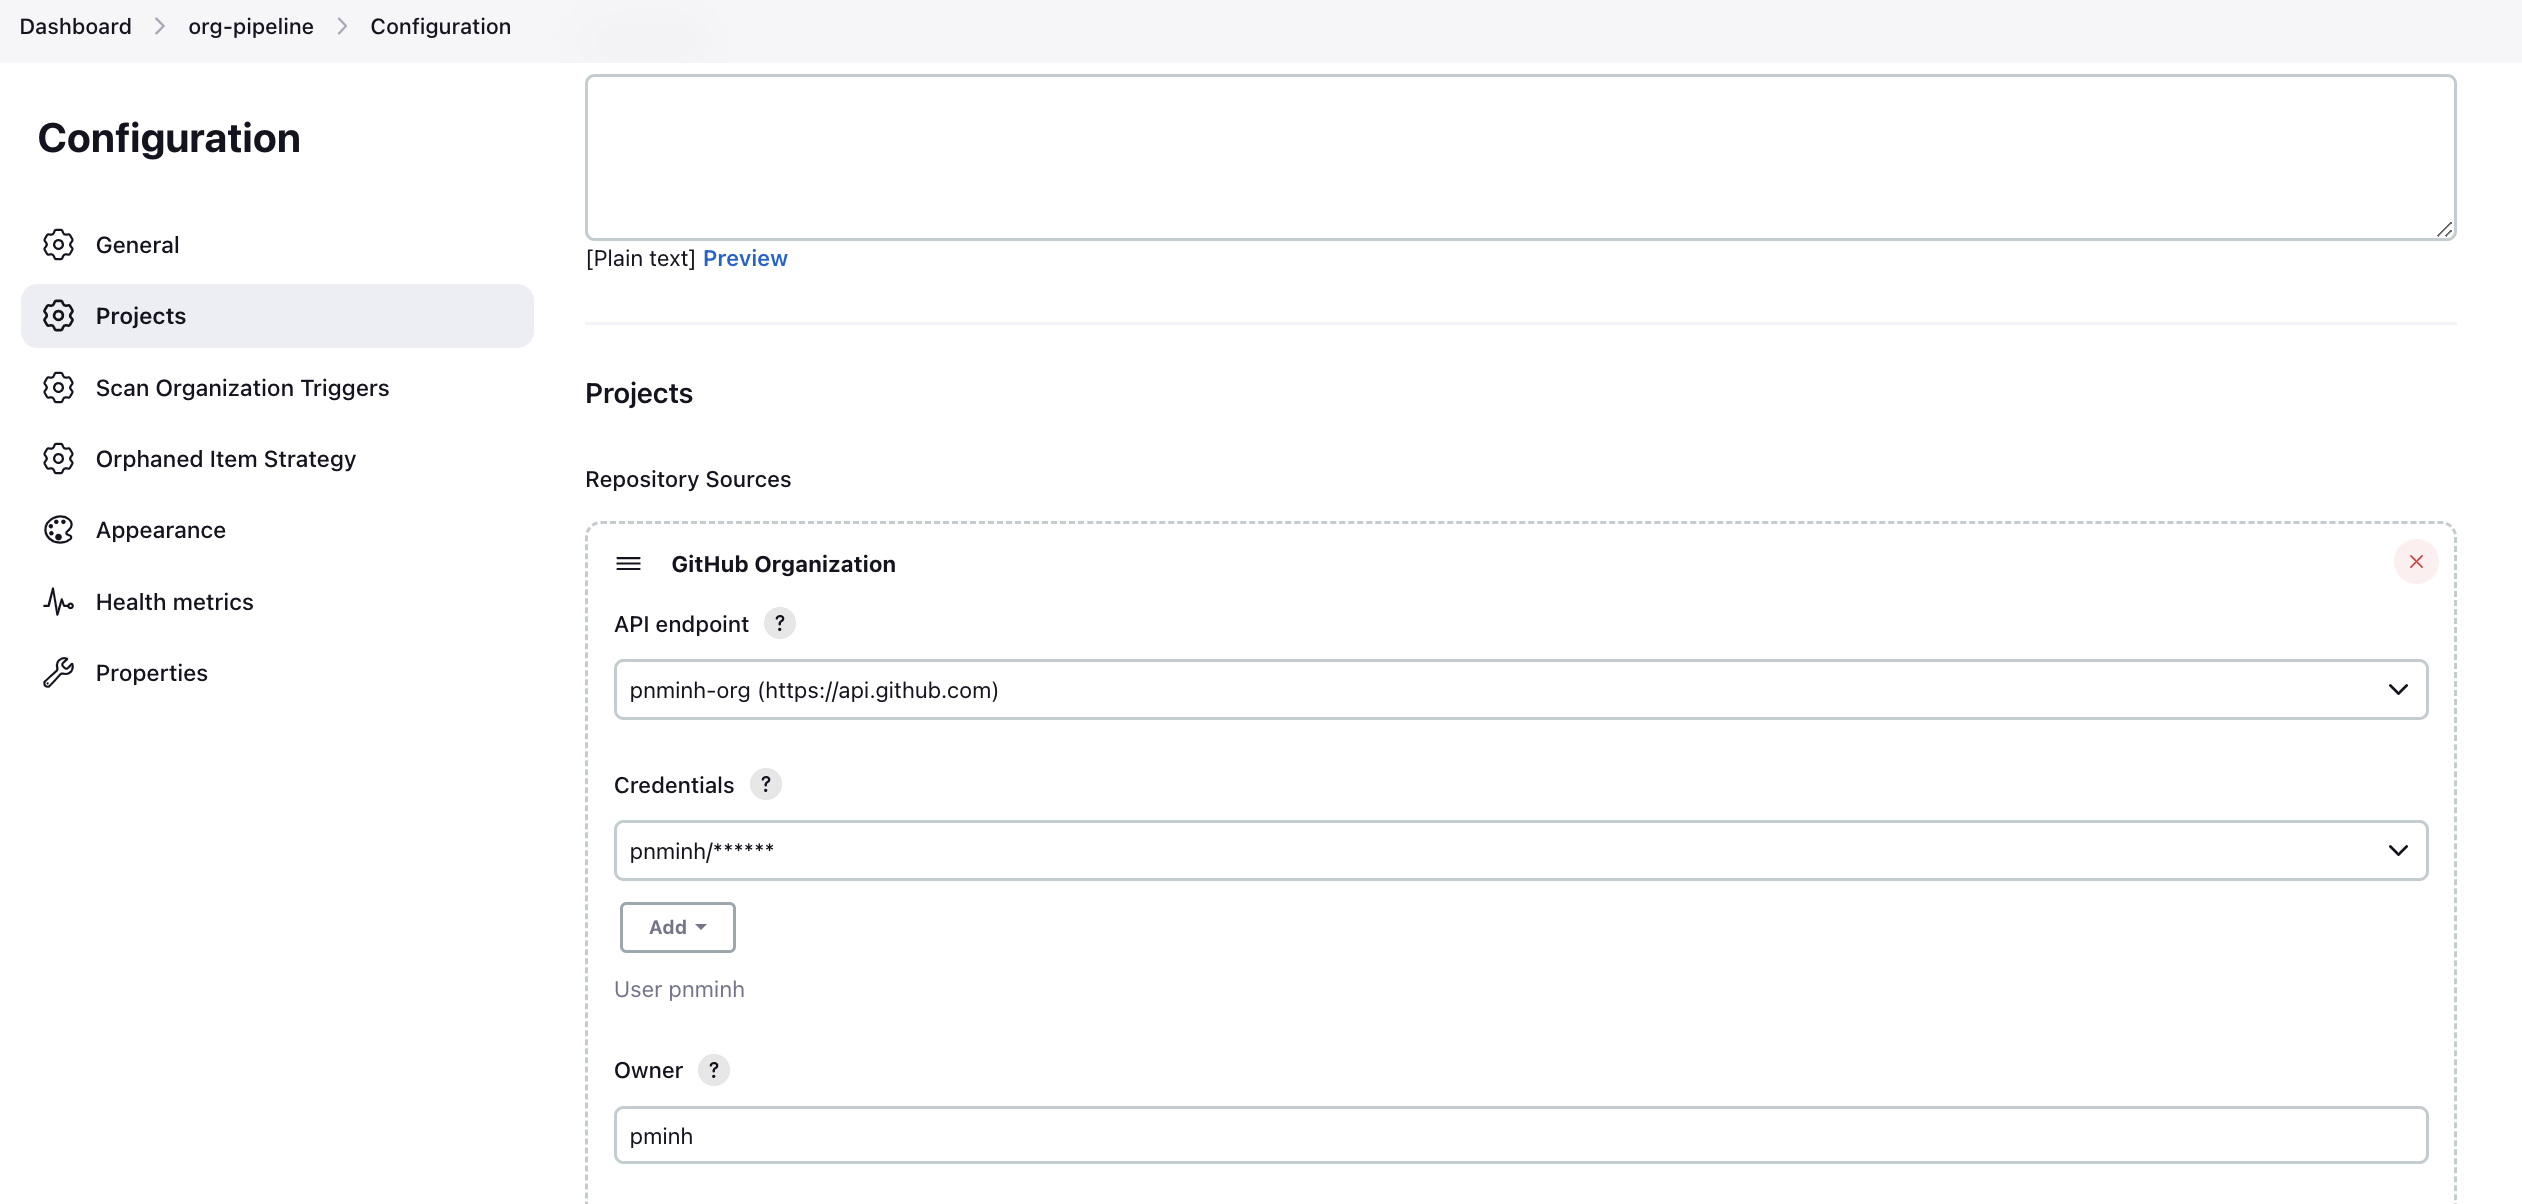 Dashboard > org-pipeline > Configuration
Configuration
General
Projects
Scan Organization Triggers
Orphaned Item Strategy
Appearance
Health metrics
Properties
[Plain text] Preview
Projects
Repository Sources
GitHub Organization
API endpoint ?
pnminh-org (https://api.github.com)
Credentials ?
pnminh/******
Add
User pnminh
Owner ?
pminh